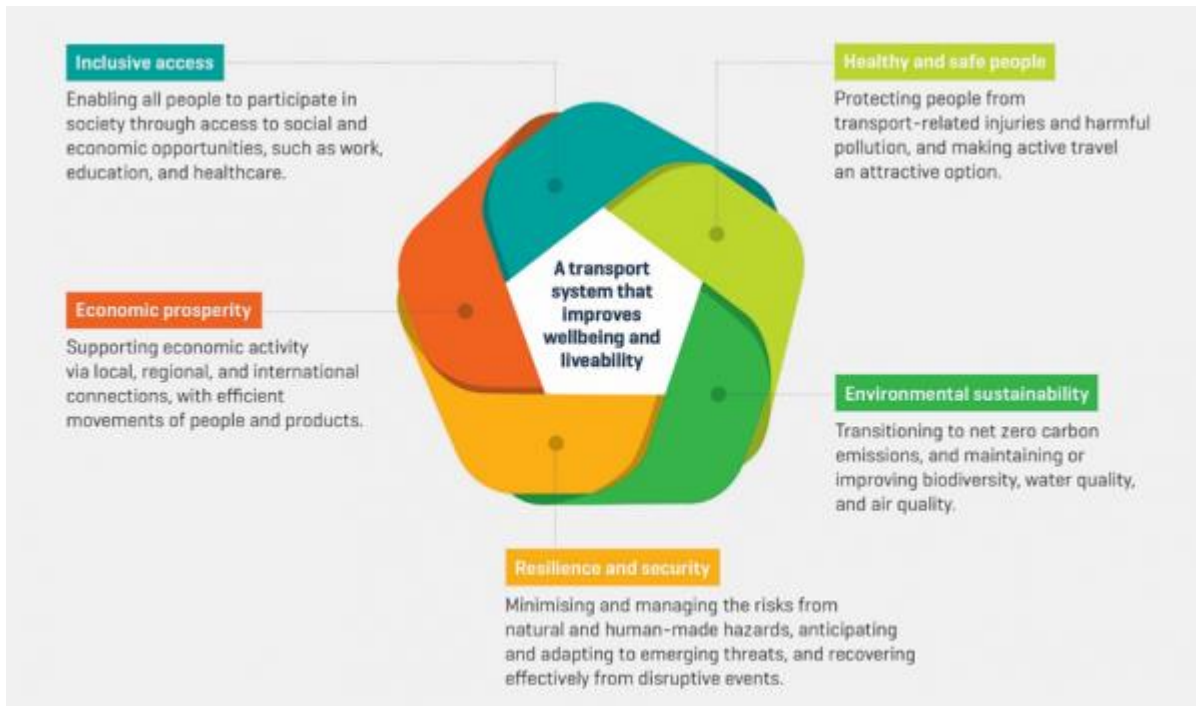 Inclusive access
Enabling all people to participate in
society through access to social and
economic opportunities, such as work,
education, and healthcare.
Healthy and safe people
Protecting people from
transport-related injuries and harmful
pollution, and making active travel
an attractive option.
A transport
system that
improves
wellbeing and
liveability
Economic prosperity
Supporting economic activity
via local, regional, and international
connections, with efficient
movements of people and products.
Environmental sustainability
Transitioning to net zero carbon
emissions, and maintaining or
improving biodiversity, water quality,
and air quality.
Resilience and security
Minimising and managing the risks from
natural and human-made hazards, anticipating
and adapting to emerging threats, and recovering
effectively from disruptive events.